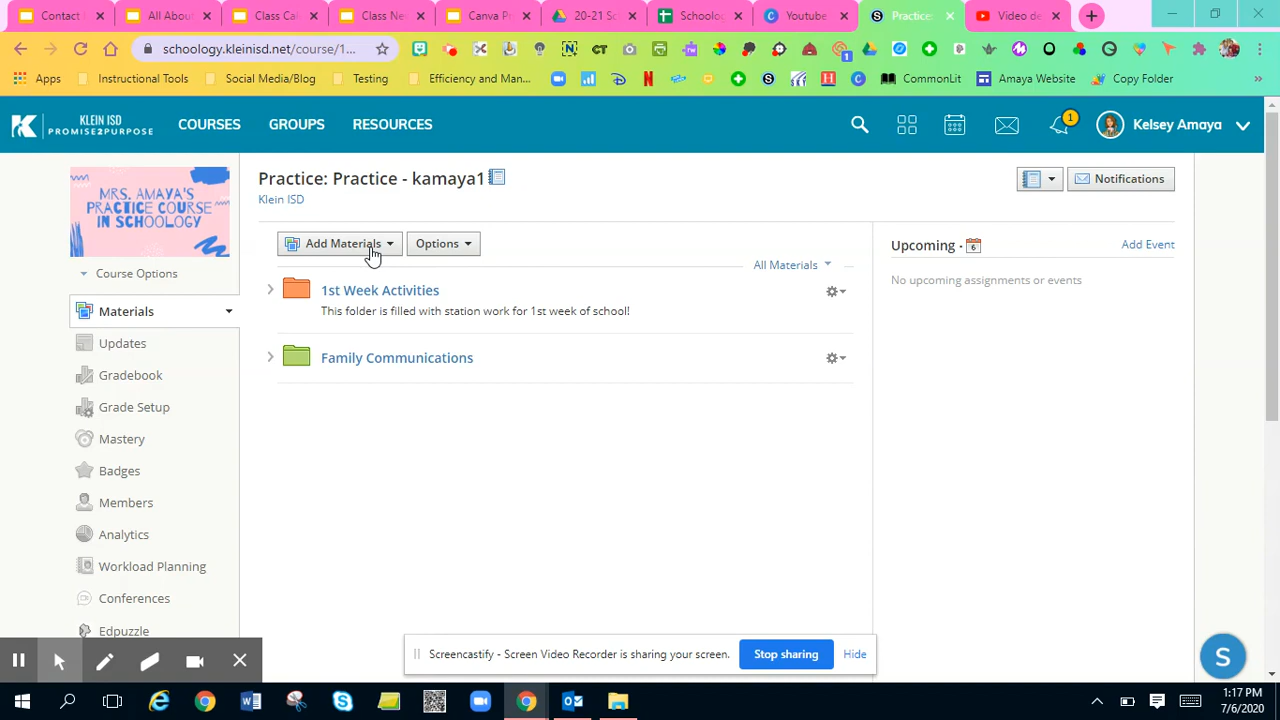 Contact
All Abou
Class Ca
Class Ne
Canva P
20-21 S
Schooloc
Youtube
Practice
Video de
schoology.kleinisd.net/course/1...
Apps
Instructional Tools
Social Media/Blog
Testing
Efficiency and Man...
CommonLit
Amaya Website
Copy Folder
KLEIN ISD
PROMISE2PURPOSE
COURSES
GROUPS
RESOURCES
1
Kelsey Amaya
MRS. AMAYA'S
PRACTICE COURSE
IN SCHOOLOGY
Course Options
Materials
Updates
Gradebook
Grade Setup
Mastery
Badges
Members
Analytics
Workload Planning
Conferences
Edpuzzle
Practice: Practice - kamaya1
Klein ISD
Notifications
Add Materials
Options
All Materials
1st Week Activities
This folder is filled with station work for 1st week of school!
Family Communications
Upcoming ·
6
Add Event
No upcoming assignments or events
Screencastify - Screen Video Recorder is sharing your screen.
Stop sharing
Hide
S
1:17 PM
7/6/2020